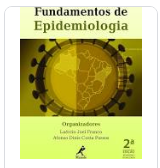 Fundamentos de
Epidemiologia
Organizadores
Laércio Joel Franco
Afonso Dinis Costa Passos
2ª
EDIÇÃO